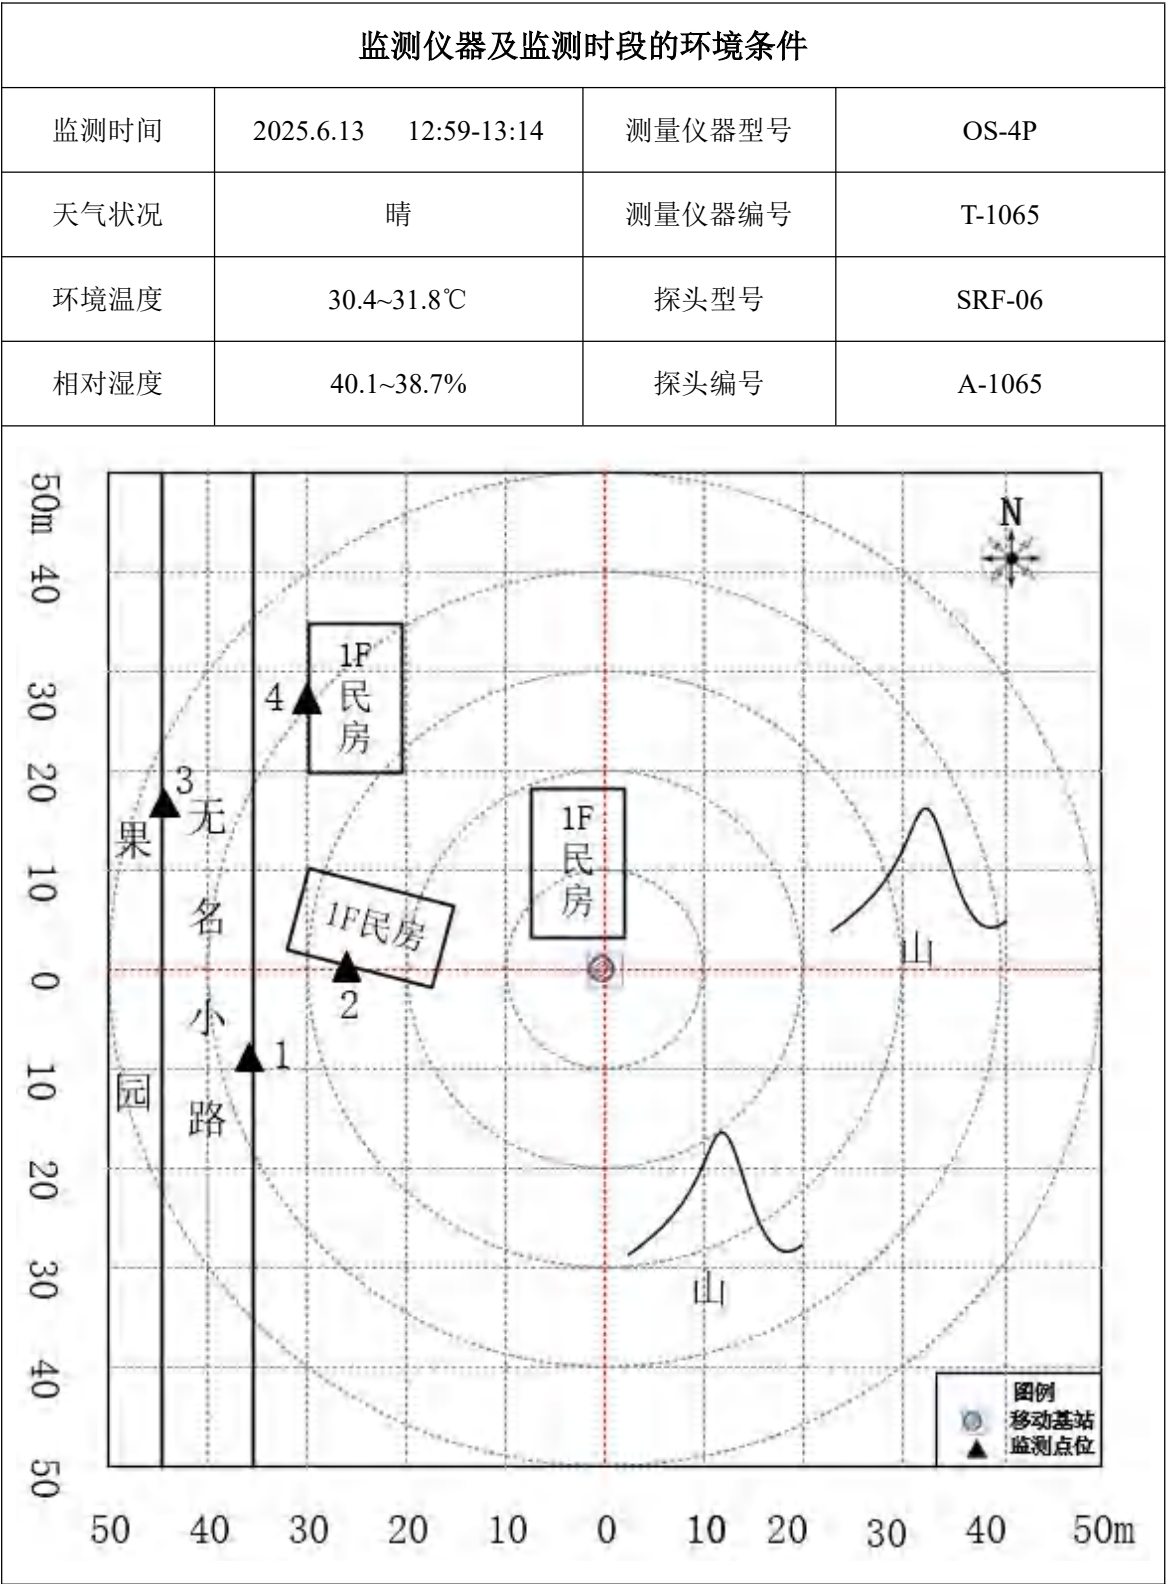 监测仪器及监测时段的环境条件
监测时间 2025.6.13 12:59-13:14 测量仪器型号 OS-4P
天气状况 晴 测量仪器编号 T-1065
环境温度 30.4~31.8℃ 探头型号 SRF-06
相对湿度 40.1~38.7% 探头编号 A-1065
50m
40
30
20
10
0
10
20
30
40
50
N
1F
民
房
4
3
果
园
无
名
小
路
1F
民
房
1F民房
2
1
山
山
图例
移动基站
监测点位
50 40 30 20 10 0 10 20 30 40 50m